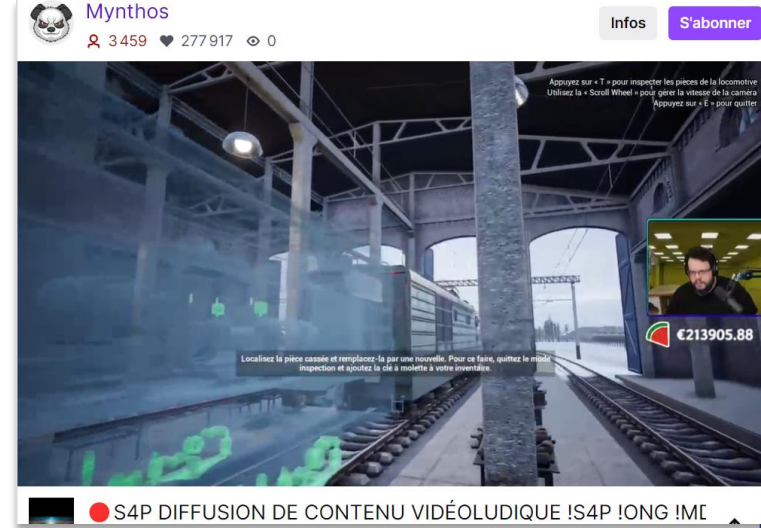 Mynthos
Infos
S'abonner
3 459
277 917
0
Appuyez sur « T » pour inspecter les pièces de la locomotive
Utilisez la « Scroll Wheel » pour gérer la vitesse de la caméra
Appuyez sur « E » pour quitter
€213905.88
Localisez la pièce cassée et remplacez-la par une nouvelle. Pour ce faire, quittez le mode
inspection et ajoutez la clé à molette à votre inventaire.
S4P DIFFUSION DE CONTENU VIDÉOLUDIQUE !S4P !ONG !MD